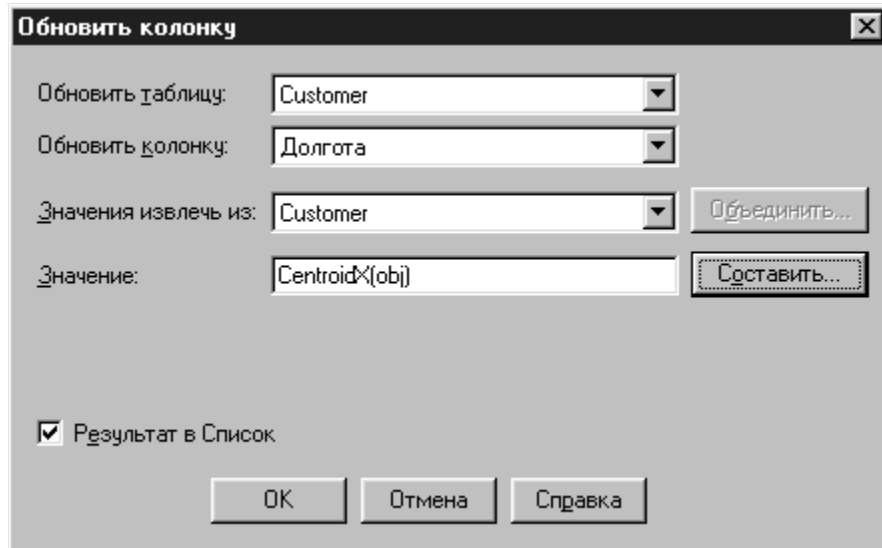 Обновить колонку
Обновить таблицу: Customer
Обновить колонку: Долгота
Значения извлечь из: Customer Объединить...
Значение: CentroidX(obj) Составить...
Результат в Список
OK Отмена Справка